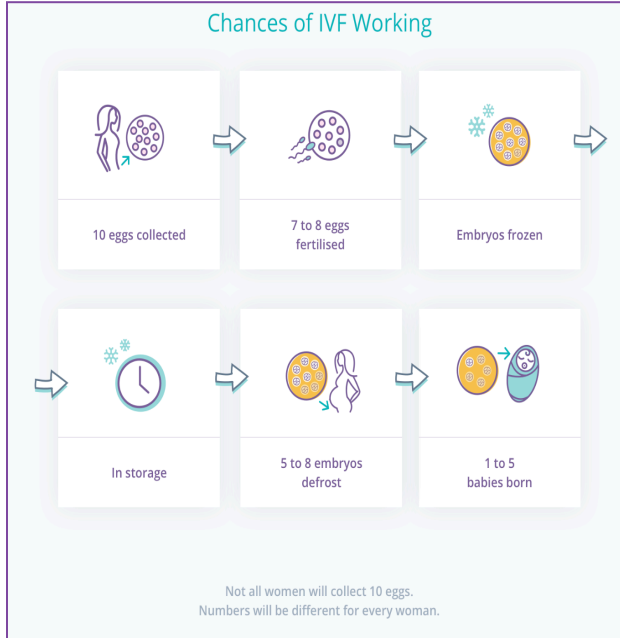 Chances of IVF Working
10 eggs collected
7 to 8 eggs
fertilised
Embryos frozen
In storage
5 to 8 embryos
defrost
1 to 5
babies born
Not all women will collect 10 eggs.
Numbers will be different for every woman.